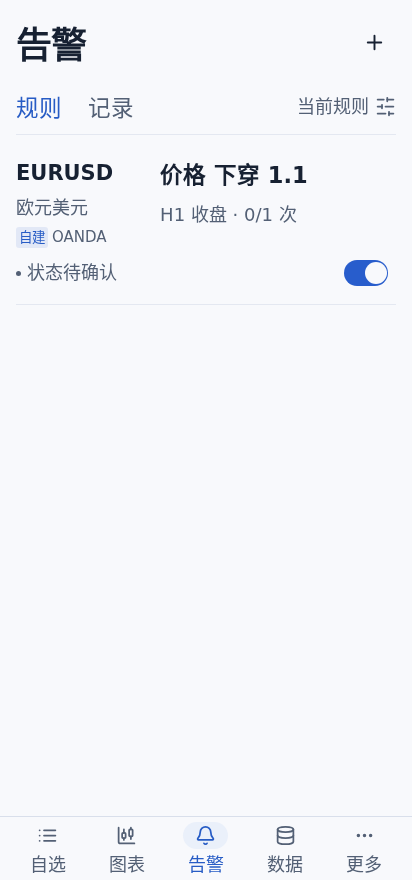 告警
规则 记录 当前规则
EURUSD 价格 下穿 1.1
欧元美元 H1 收盘 · 0/1 次
自建 OANDA
• 状态待确认
自选 图表 告警 数据 更多